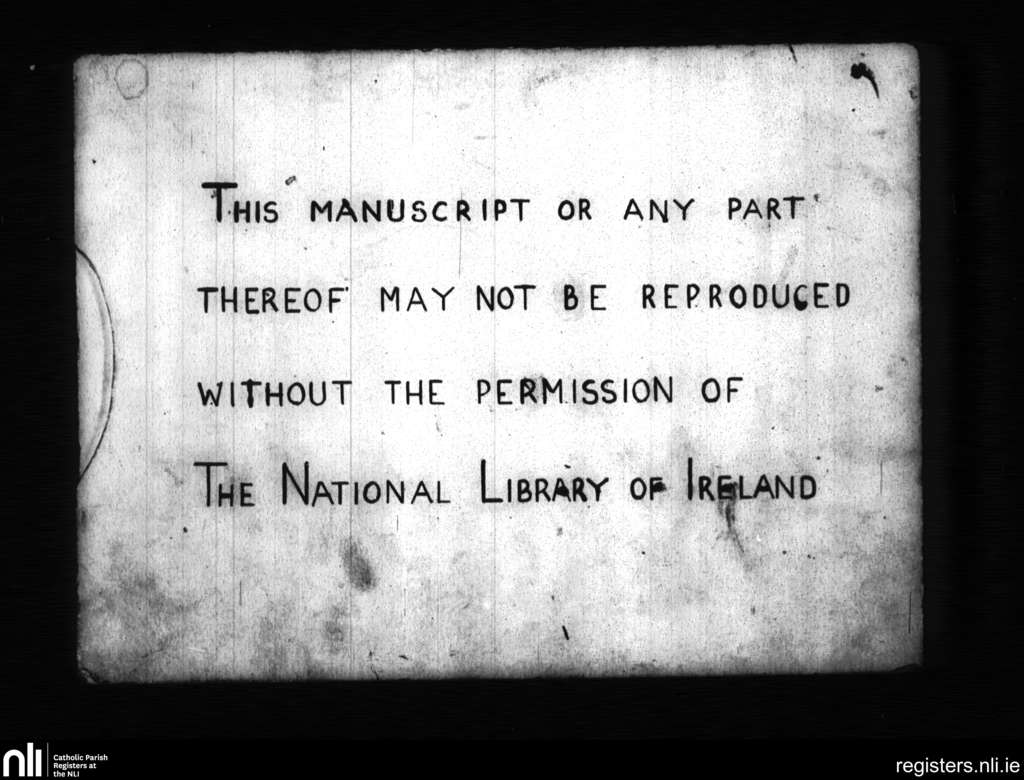 THIS MANUSCRIPT OR ANY PART
THEREOF MAY NOT BE REPRODUCED
WITHOUT THE PERMISSION OF
THE NATIONAL LIBRARY OF IRELAND
nli
Catholic Parish
Registers at
the NLI
registers.nli.ie